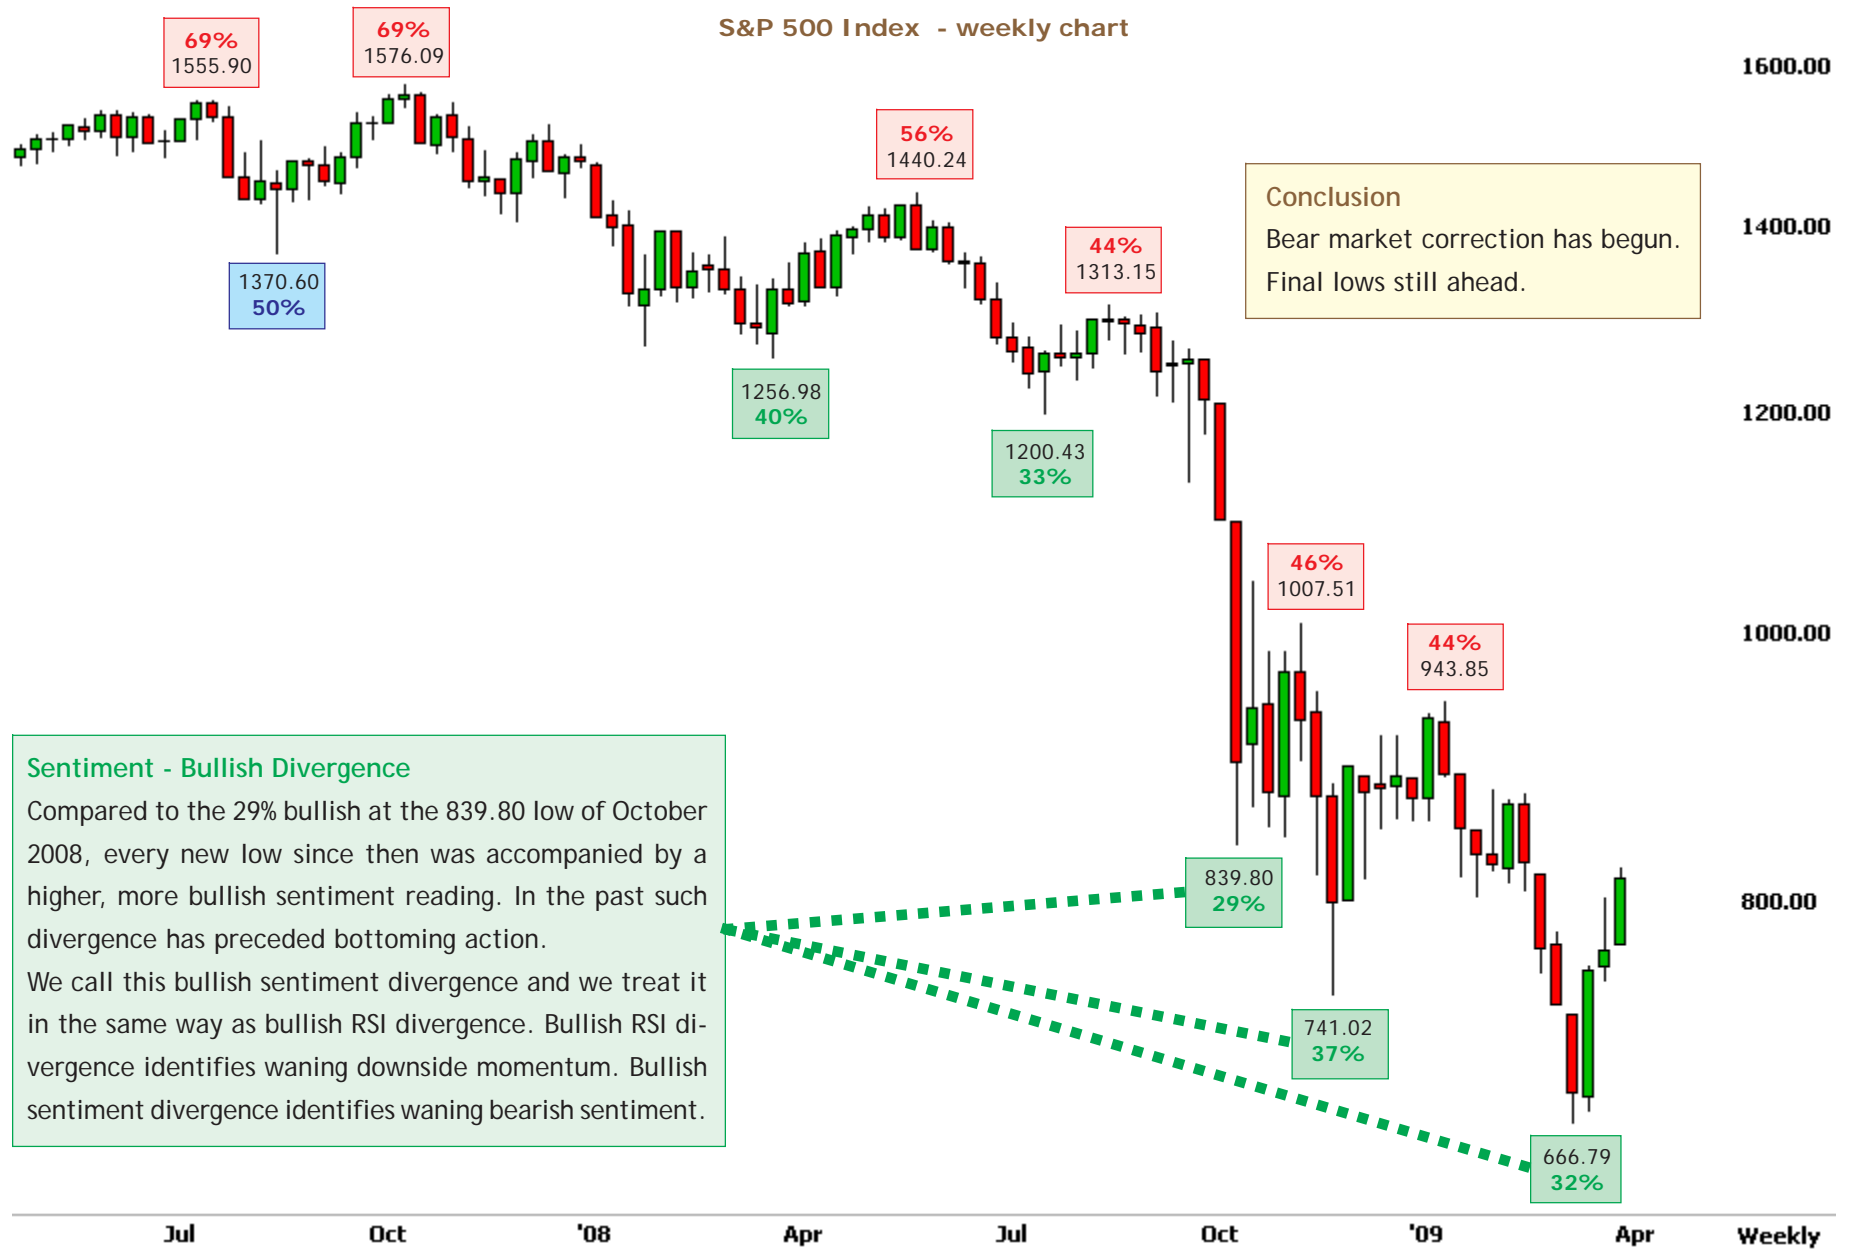 S&P 500 Index - weekly chart
69%
1555.90
69%
1576.09
1600.00
56%
1440.24
Conclusion
Bear market correction has begun.
Final lows still ahead.
1400.00
44%
1313.15
1370.60
50%
1256.98
40%
1200.00
1200.43
33%
46%
1007.51
1000.00
44%
943.85
Sentiment - Bullish Divergence
Compared to the 29% bullish at the 839.80 low of October
2008, every new low since then was accompanied by a
higher, more bullish sentiment reading. In the past such
divergence has preceded bottoming action.
We call this bullish sentiment divergence and we treat it
in the same way as bullish RSI divergence. Bullish RSI di-
vergence identifies waning downside momentum. Bullish
sentiment divergence identifies waning bearish sentiment.
839.80
29%
800.00
741.02
37%
666.79
32%
Jul Oct '08 Apr Jul Oct '09 Apr Weekly